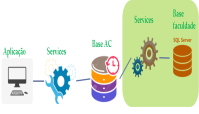 Aplicação
Services
Base AC
Services
Base
faculdade
SQL Server